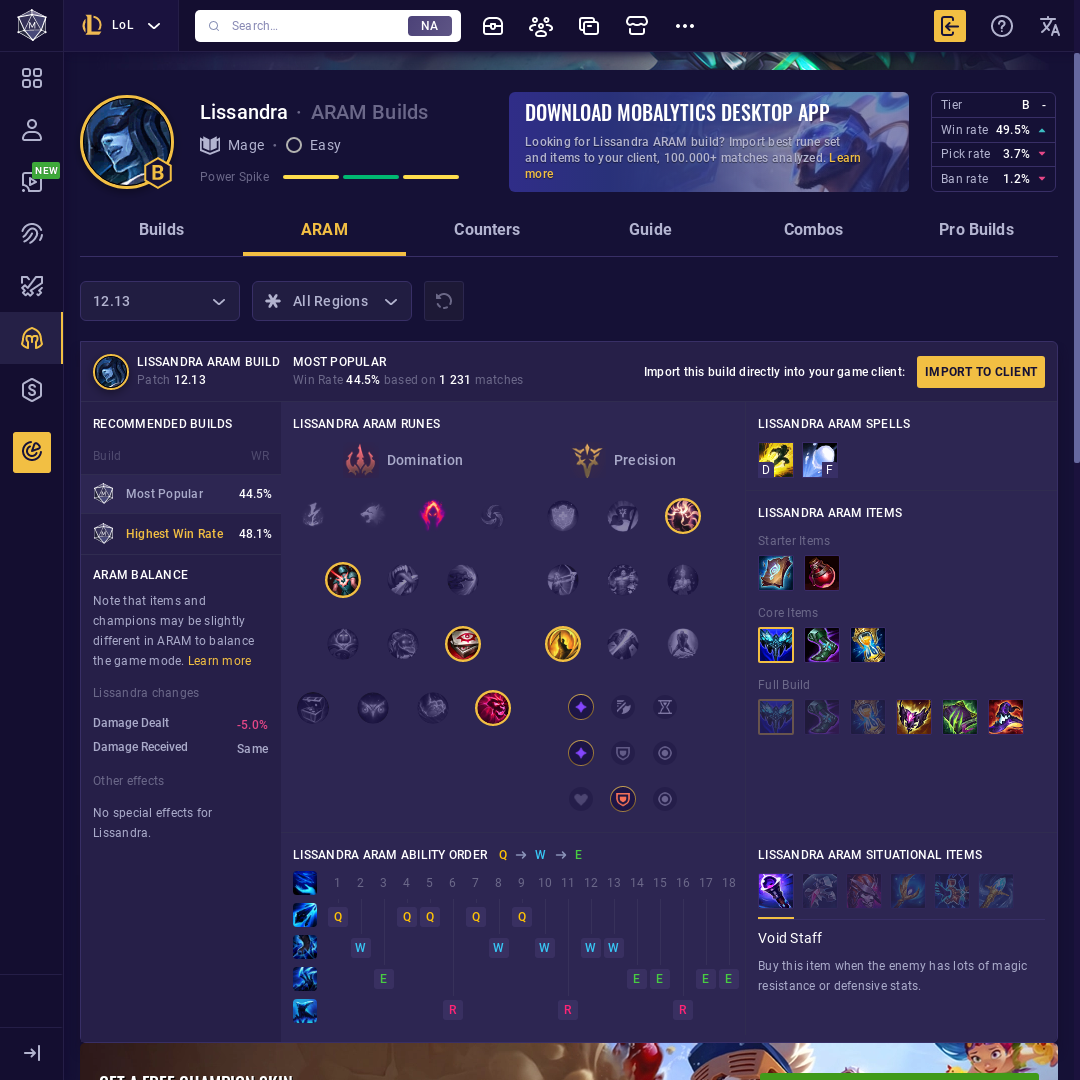 LoL
Search...
NA
NEW
Lissandra · ARAM Builds
Mage · Easy
Power Spike
B
DOWNLOAD MOBALYTICS DESKTOP APP
Looking for Lissandra ARAM build? Import best rune set
and items to your client, 100.000+ matches analyzed. Learn
more
Tier B -
Win rate 49.5%
Pick rate 3.7%
Ban rate 1.2%
Builds
ARAM
Counters
Guide
Combos
Pro Builds
12.13
All Regions
LISSANDRA ARAM BUILD
Patch 12.13
MOST POPULAR
Win Rate 44.5% based on 1 231 matches
Import this build directly into your game client:
IMPORT TO CLIENT
RECOMMENDED BUILDS
Build WR
Most Popular 44.5%
Highest Win Rate 48.1%
ARAM BALANCE
Note that items and
champions may be slightly
different in ARAM to balance
the game mode. Learn more
Lissandra changes
Damage Dealt -5.0%
Damage Received Same
Other effects
No special effects for
Lissandra.
LISSANDRA ARAM RUNES
Domination
Precision
LISSANDRA ARAM SPELLS
D F
LISSANDRA ARAM ITEMS
Starter Items
Core Items
Full Build
LISSANDRA ARAM ABILITY ORDER Q → W → E
1 2 3 4 5 6 7 8 9 10 11 12 13 14 15 16 17 18
Q Q Q Q Q
W W W W W
E E E E E
R R R
LISSANDRA ARAM SITUATIONAL ITEMS
Void Staff
Buy this item when the enemy has lots of magic
resistance or defensive stats.
GET A FREE CHAMPION SKIN